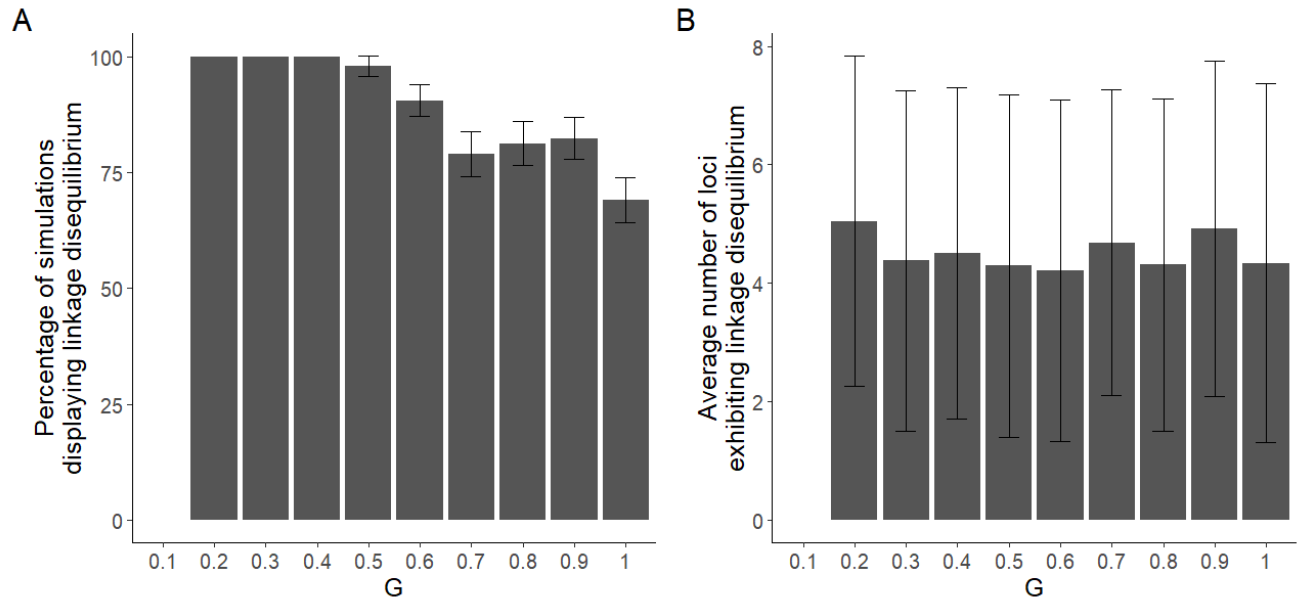 A
Percentage of simulations
displaying linkage disequilibrium
100
75
50
25
0
0.1 0.2 0.3 0.4 0.5 0.6 0.7 0.8 0.9 1
G
B
Average number of loci
exhibiting linkage disequilibrium
8
6
4
2
0
0.1 0.2 0.3 0.4 0.5 0.6 0.7 0.8 0.9 1
G